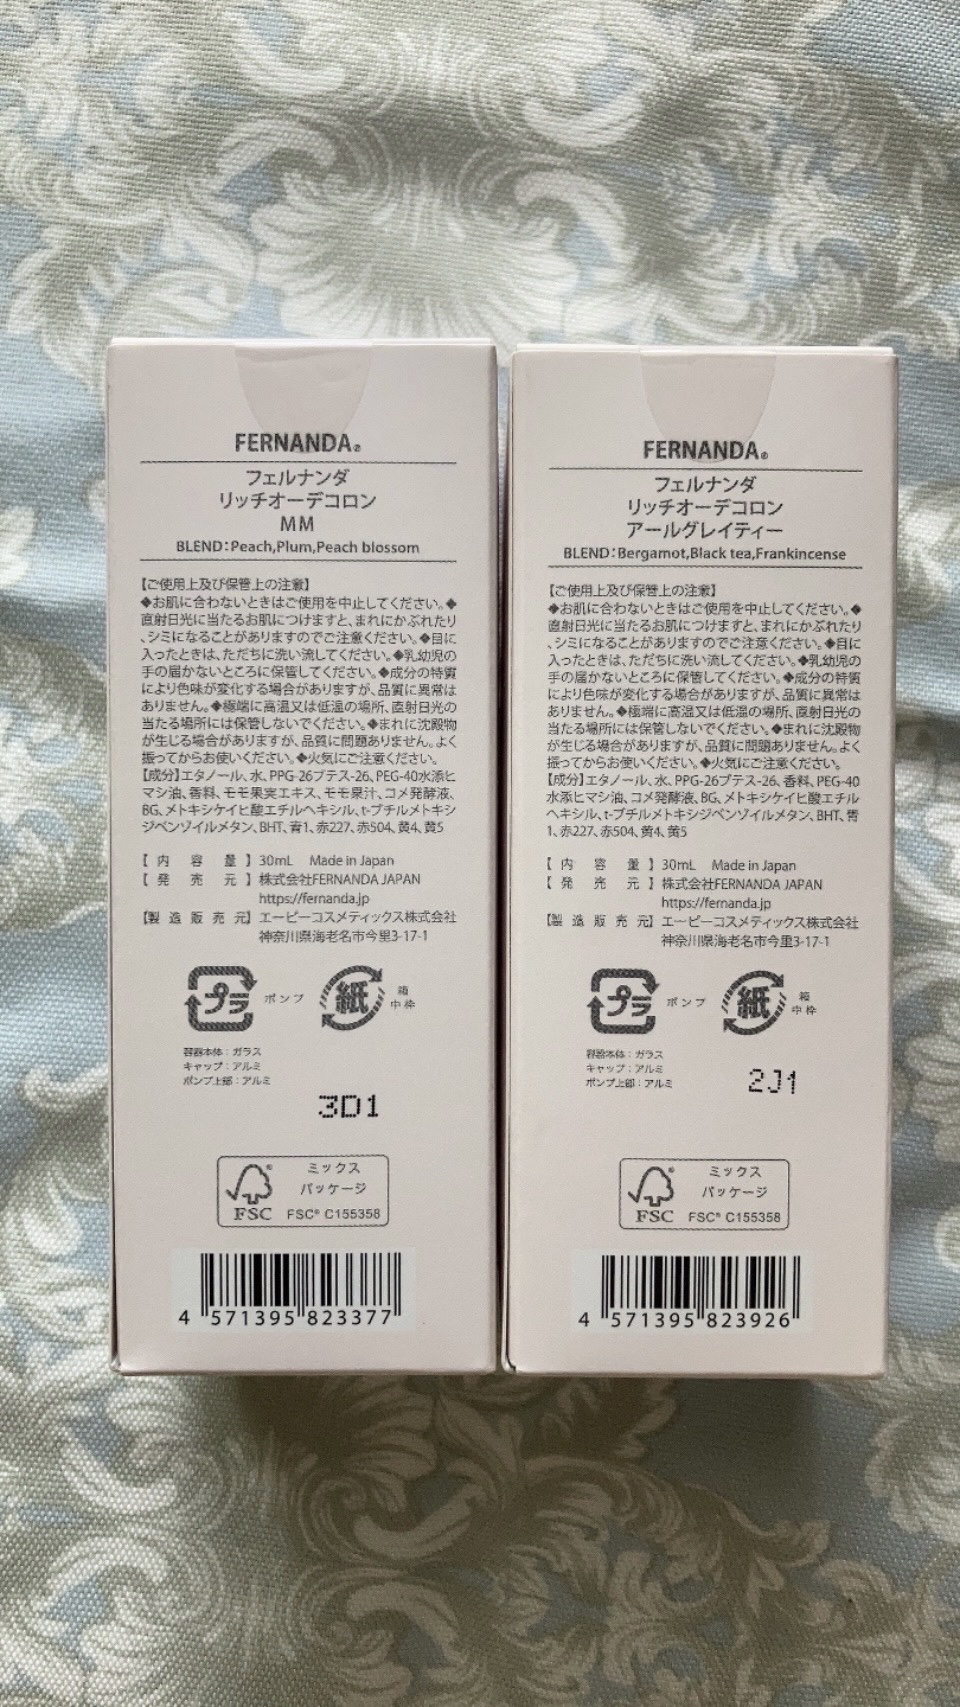 FERNANDA®
フェルナンダ
リッチオーデコロン
MM
BLEND:Peach,Plum,Peach blossom
【ご使用上及び保管上の注意】
◆お肌に合わないときはご使用を中止してください。◆
直射日光に当たるお肌につけますと、まれにかぶれたり
、シミになることがありますのでご注意ください。◆目に
入ったときは、ただちに洗い流してください。◆乳幼児の
手の届かないところに保管してください。◆成分の特質
により色味が変化する場合がありますが、品質に異常は
ありません。◆極端に高温又は低温の場所、直射日光の
当たる場所には保管しないでください。◆まれに沈殿物
が生じる場合がありますが、品質に問題ありません。よく
振ってからお使いください。◆火気にご注意ください。
【成分】エタノール、水、PPG-26ブテス-26、PEG-40水添ヒ
マシ油、香料、モモ果実エキス、モモ果汁、コメ発酵液、
BG、メトキシケイヒ酸エチルヘキシル、t-ブチルメトキシ
ジベンゾイルメタン、BHT、青1、赤227、赤504、黄4、黄5
【内容量】30mL Made in Japan
【発売元】株式会社FERNANDA JAPAN
https://fernanda.jp
【製造販売元】エーピーコスメティックス株式会社
神奈川県海老名市今里3-17-1
プラ ポンプ 紙 箱
中枠
容器本体：ガラス
キャップ：アルミ
ポンプ上部：アルミ
3D1
ミックス
パッケージ
FSC FSC® C155358
4 571395 823377
FERNANDA®
フェルナンダ
リッチオーデコロン
アールグレイティー
BLEND:Bergamot,Black tea,Frankincense
【ご使用上及び保管上の注意】
◆お肌に合わないときはご使用を中止してください。◆
直射日光に当たるお肌につけますと、まれにかぶれたり
、シミになることがありますのでご注意ください。◆目に
入ったときは、ただちに洗い流してください。◆乳幼児の
手の届かないところに保管してください。◆成分の特質
により色味が変化する場合がありますが、品質に異常は
ありません。◆極端に高温又は低温の場所、直射日光の
当たる場所には保管しないでください。◆まれに沈殿物
が生じる場合がありますが、品質に問題ありません。よく
振ってからお使いください。◆火気にご注意ください。
【成分】エタノール、水、PPG-26ブテス-26、香料、PEG-40
水添ヒマシ油、コメ発酵液、BG、メトキシケイヒ酸エチル
ヘキシル、t-ブチルメトキシジベンゾイルメタン、BHT、青
1、赤227、赤504、黄4、黄5
【内容量】30mL Made in Japan
【発売元】株式会社FERNANDA JAPAN
https://fernanda.jp
【製造販売元】エーピーコスメティックス株式会社
神奈川県海老名市今里3-17-1
プラ ポンプ 紙 箱
中枠
容器本体：ガラス
キャップ：アルミ
ポンプ上部：アルミ
2J1
ミックス
パッケージ
FSC FSC® C155358
4 571395 823926